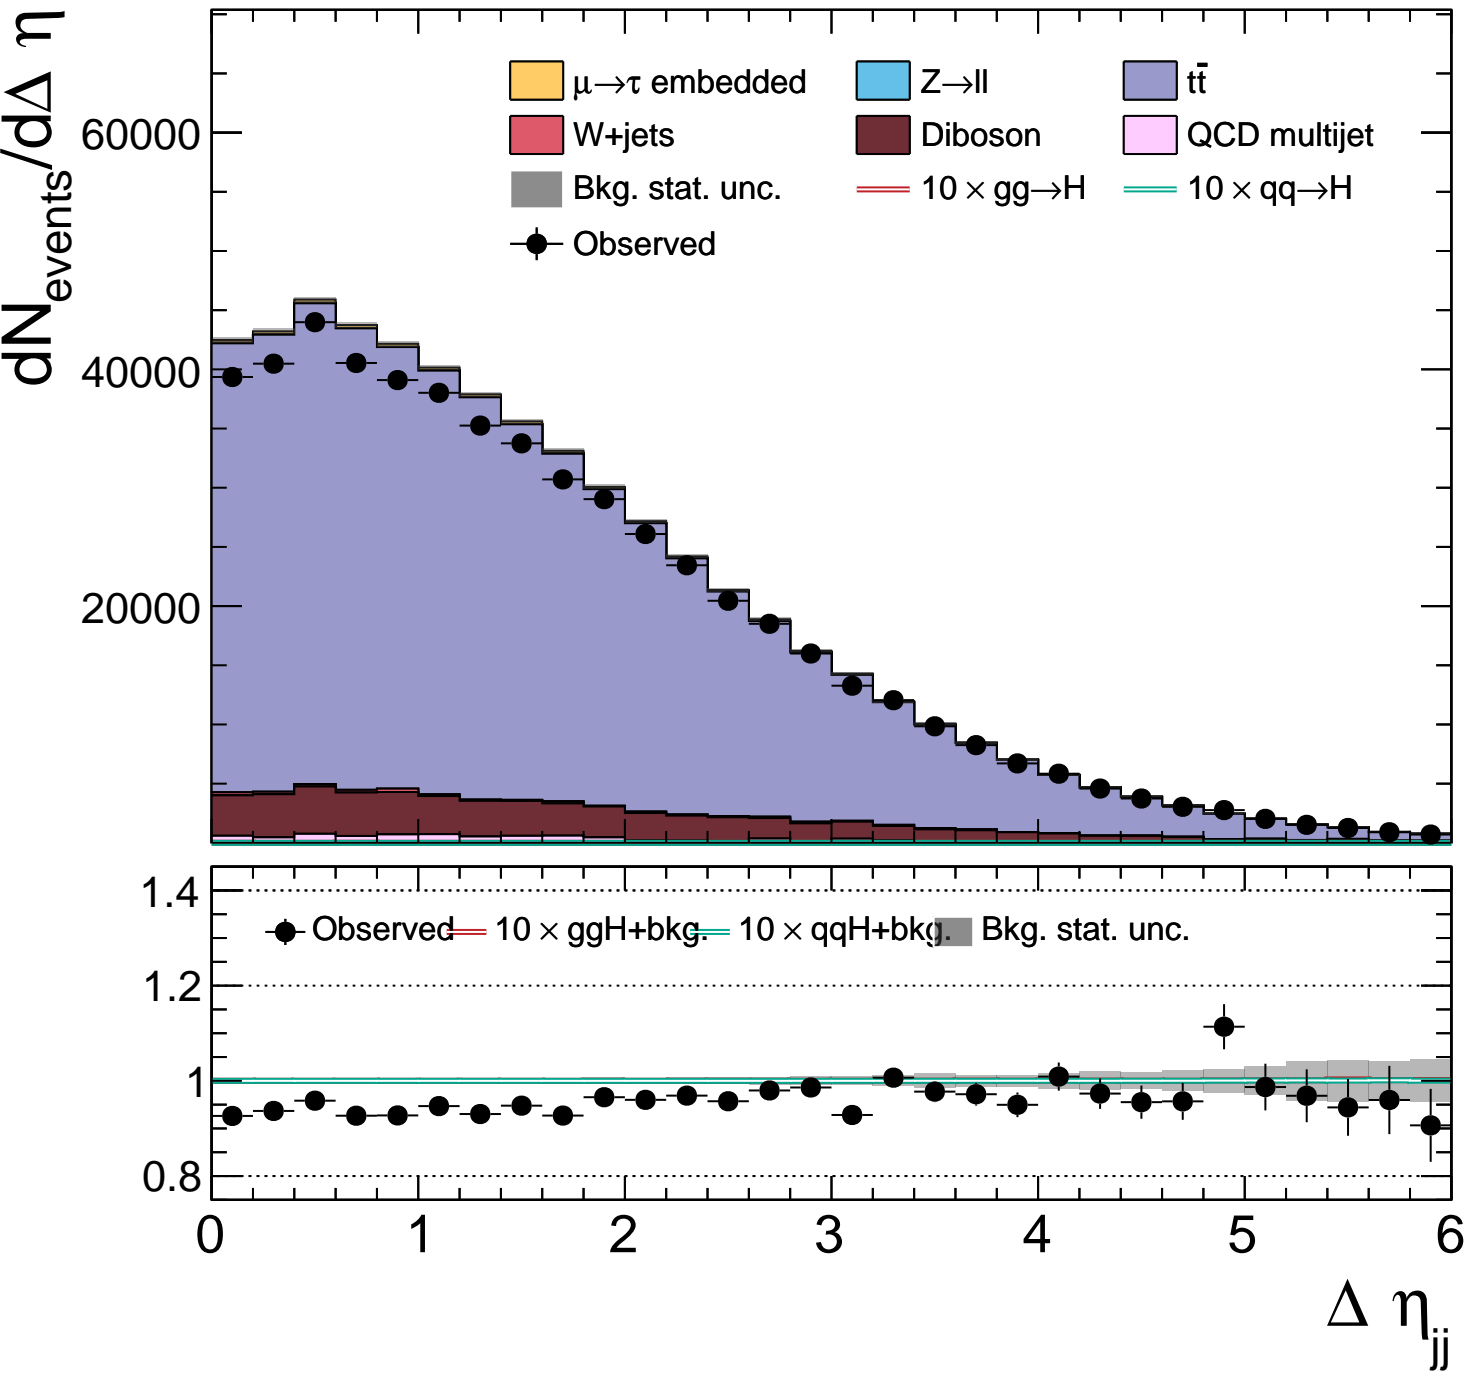 dN_events/dΔ η
60000
40000
20000
μ→τ embedded
Z→ll
tt̄
W+jets
Diboson
QCD multijet
Bkg. stat. unc.
10 × gg→H
10 × qq→H
Observed
1.4
1.2
1
0.8
Observed
10 × ggH+bkg.
10 × qqH+bkg.
Bkg. stat. unc.
0 1 2 3 4 5 6
Δ η_jj